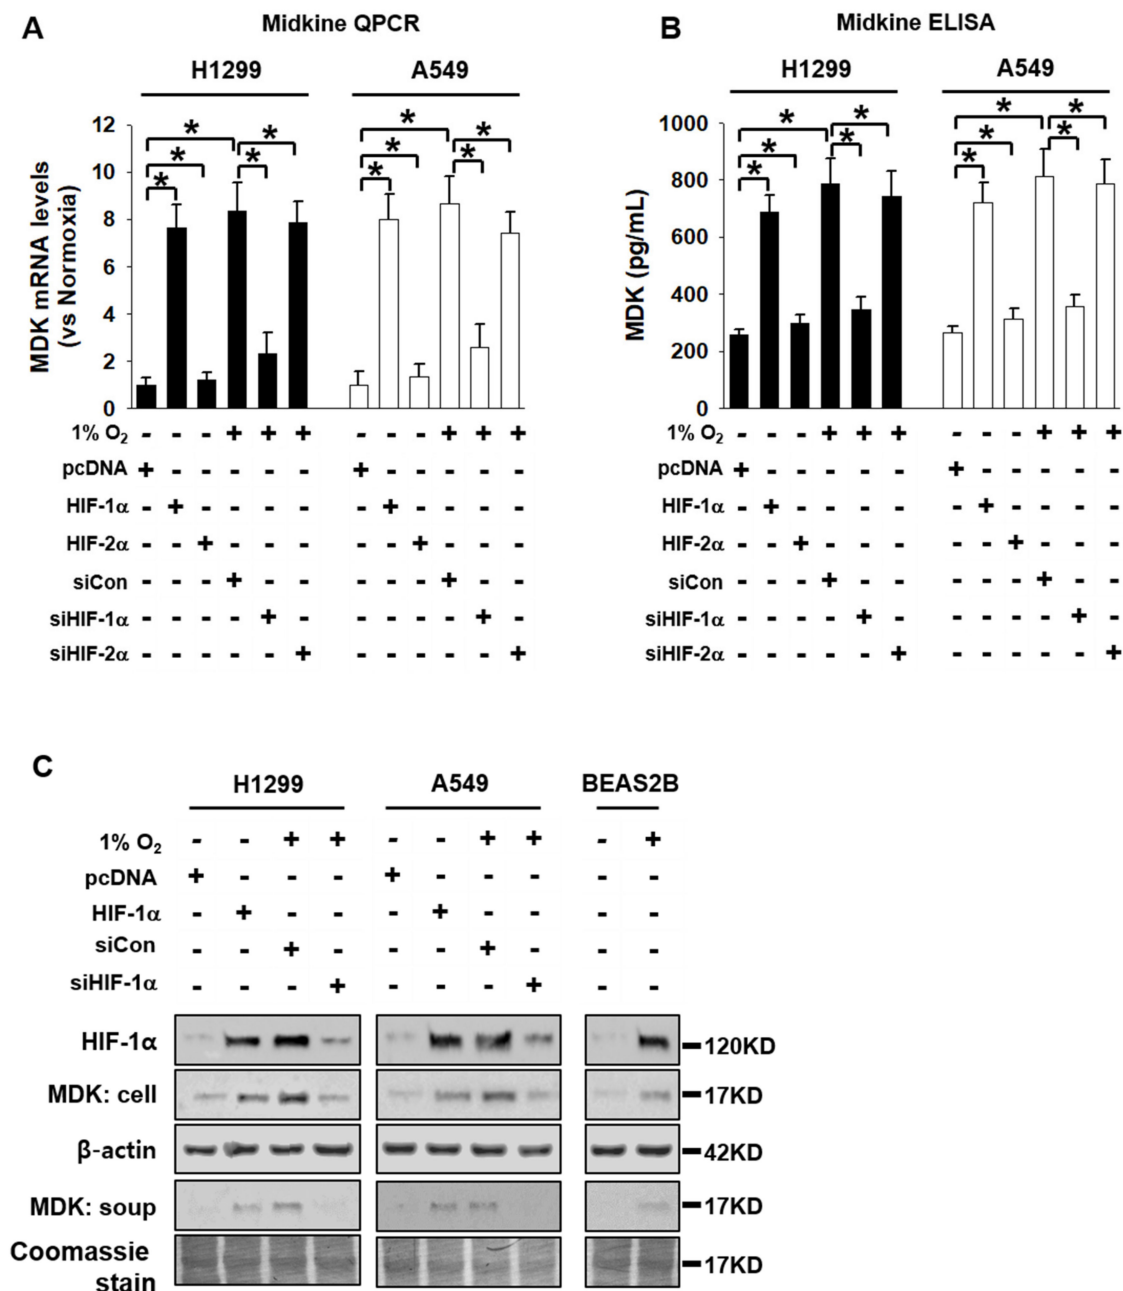 A
Midkine QPCR
H1299
A549
*
*
*
*
*
*
*
*
*
*
MDK mRNA levels
(vs Normoxia)
12
10
8
6
4
2
0
1% O2 - - - + + + - - - + + +
pcDNA + - - - - - + - - - - -
HIF-1α - + - - - - - + - - - -
HIF-2α - - + - - - - - + - - -
siCon - - - + - - - - - + - -
siHIF-1α - - - - + - - - - - + -
siHIF-2α - - - - - + - - - - - +
B
Midkine ELISA
H1299
A549
*
*
*
*
*
*
*
*
*
*
MDK (pg/mL)
1000
800
600
400
200
0
1% O2 - - - + + + - - - + + +
pcDNA + - - - - - + - - - - -
HIF-1α - + - - - - - + - - - -
HIF-2α - - + - - - - - + - - -
siCon - - - + - - - - - + - -
siHIF-1α - - - - + - - - - - + -
siHIF-2α - - - - - + - - - - - +
C
H1299
A549
BEAS2B
1% O2 - - + + - - + + - +
pcDNA + - - - + - - - - -
HIF-1α - + - - - + - - - -
siCon - - + - - - + - - -
siHIF-1α - - - + - - - + - -
HIF-1α
120KD
MDK: cell
17KD
β-actin
42KD
MDK: soup
17KD
Coomassie
stain
17KD